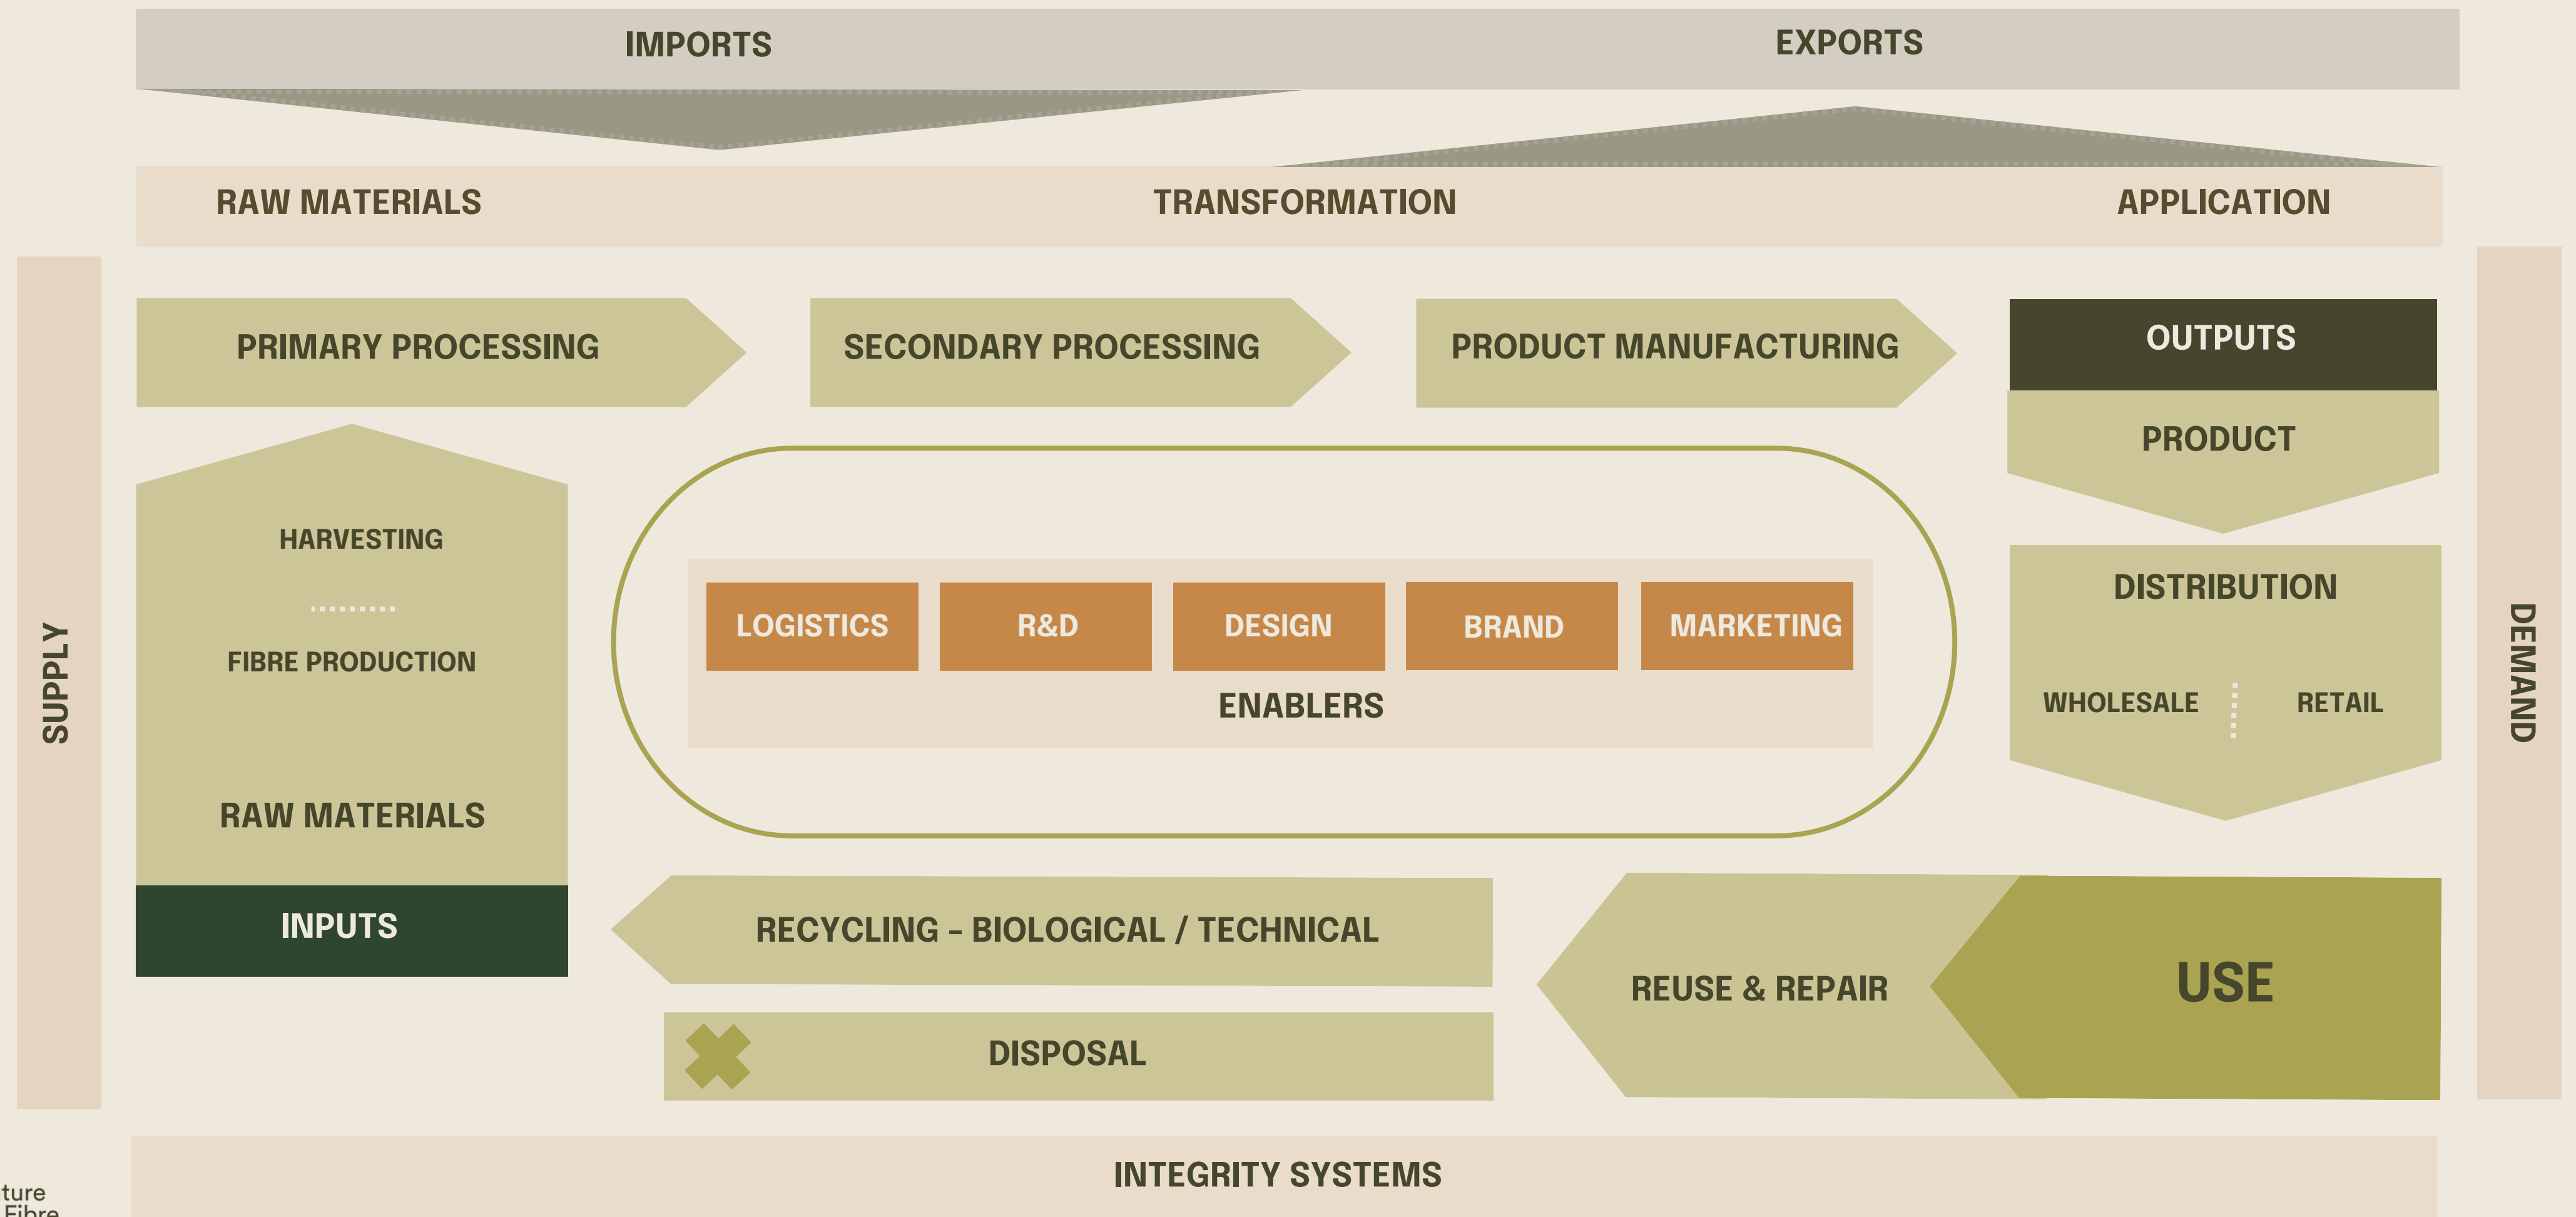 IMPORTS
EXPORTS
RAW MATERIALS
TRANSFORMATION
APPLICATION
SUPPLY
PRIMARY PROCESSING
SECONDARY PROCESSING
PRODUCT MANUFACTURING
OUTPUTS
PRODUCT
HARVESTING
FIBRE PRODUCTION
RAW MATERIALS
INPUTS
LOGISTICS
R&D
DESIGN
BRAND
MARKETING
ENABLERS
DISTRIBUTION
WHOLESALE
RETAIL
DEMAND
RECYCLING – BIOLOGICAL / TECHNICAL
REUSE & REPAIR
USE
DISPOSAL
INTEGRITY SYSTEMS
ture
Fibre